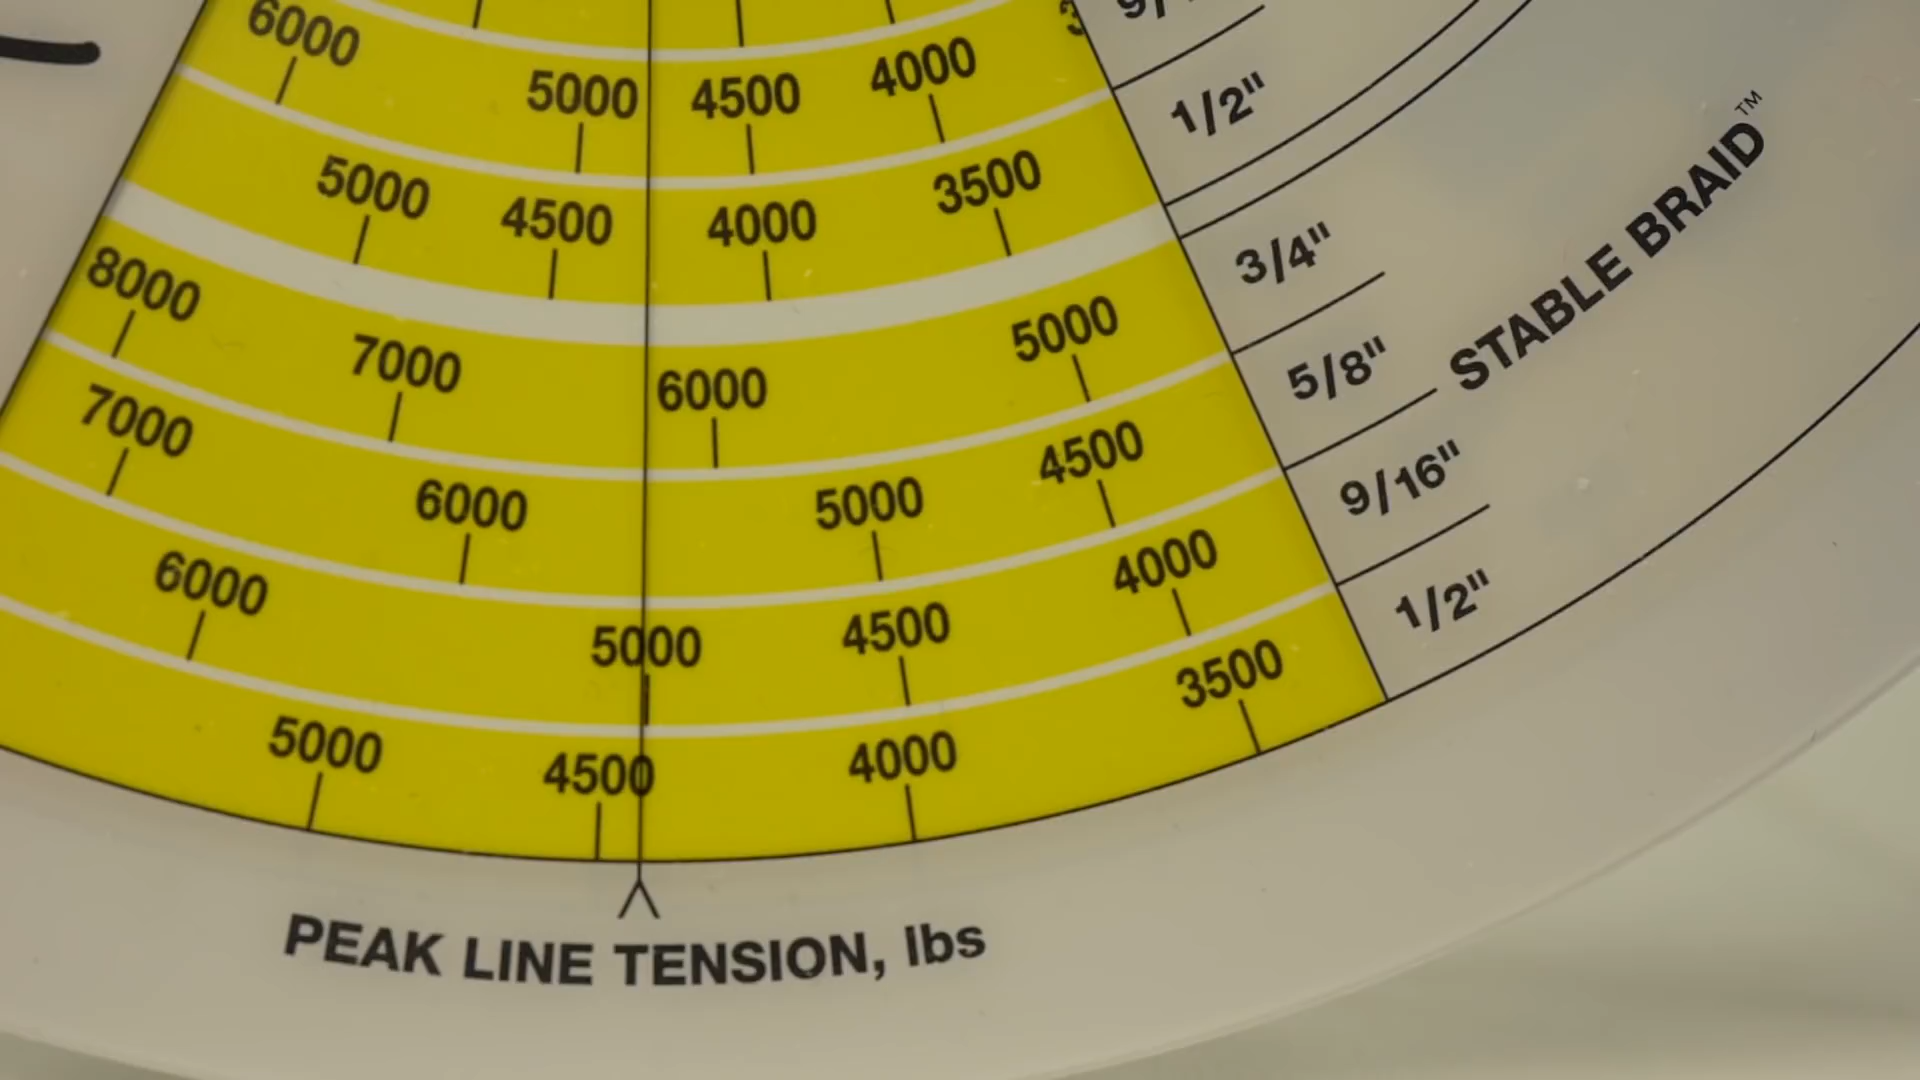 6000 5000 4500 4000
1/2"
5000 4500 4000 3500
3/4"
8000 7000 6000 5000
5/8"
7000 6000 5000 4500
9/16"
6000 5000 4500 4000
1/2"
5000 4500 4000 3500
STABLE BRAID™
PEAK LINE TENSION, lbs